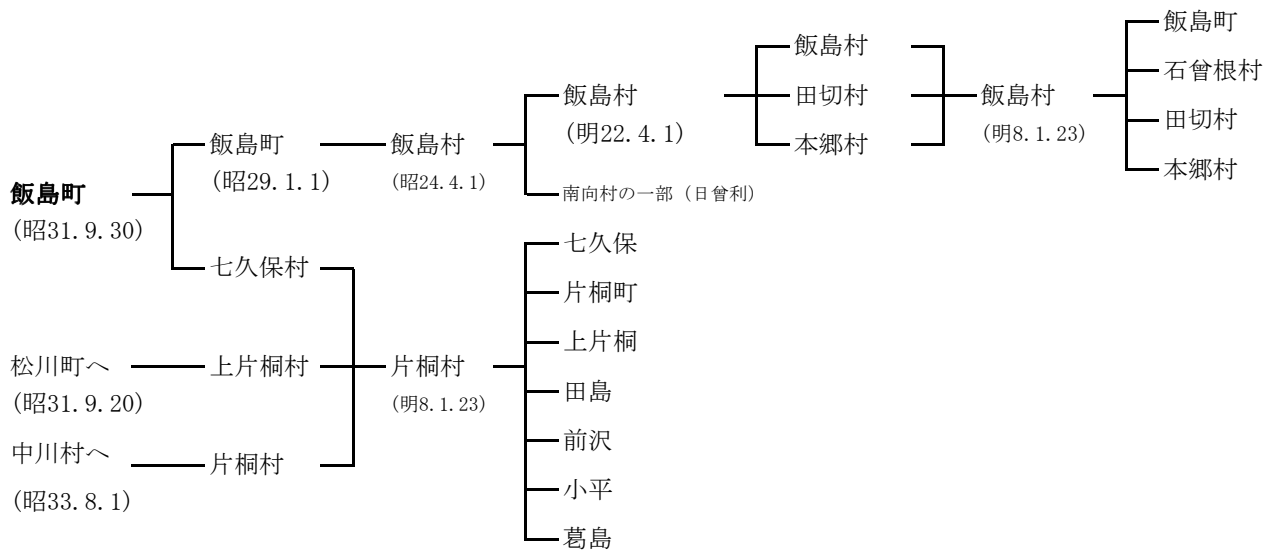 飯島町
(昭31.9.30)
飯島町
(昭29.1.1)
飯島村
(昭24.4.1)
飯島村
(明22.4.1)
南向村の一部（日曾利）
飯島村
田切村
本郷村
飯島村
(明8.1.23)
飯島町
石曾根村
田切村
本郷村
七久保村
松川町へ
(昭31.9.20)
上片桐村
中川村へ
(昭33.8.1)
片桐村
片桐村
(明8.1.23)
七久保
片桐町
上片桐
田島
前沢
小平
葛島